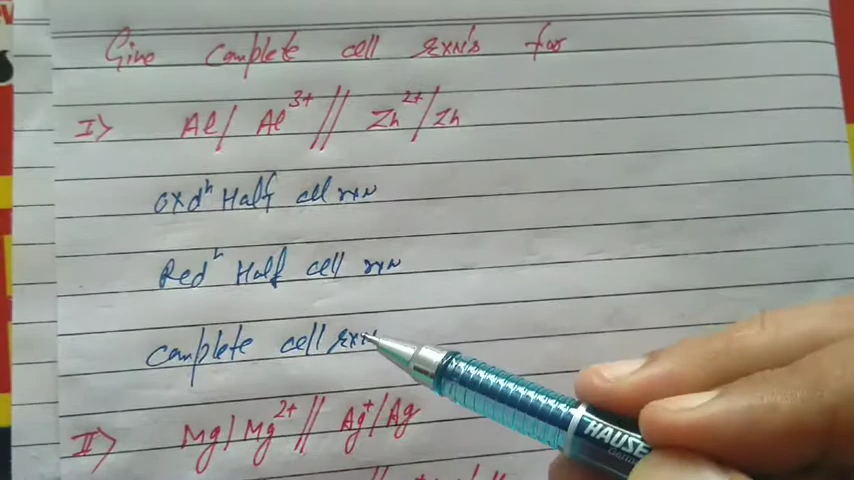 Give complete cell rxn's for
I> Al / Al³⁺ // Zn²⁺ / Zn
oxdⁿ Half cell rxn
Redⁿ Half cell rxn
complete cell rxn
HAUSE
II> Mg / Mg²⁺ // Ag⁺ / Ag